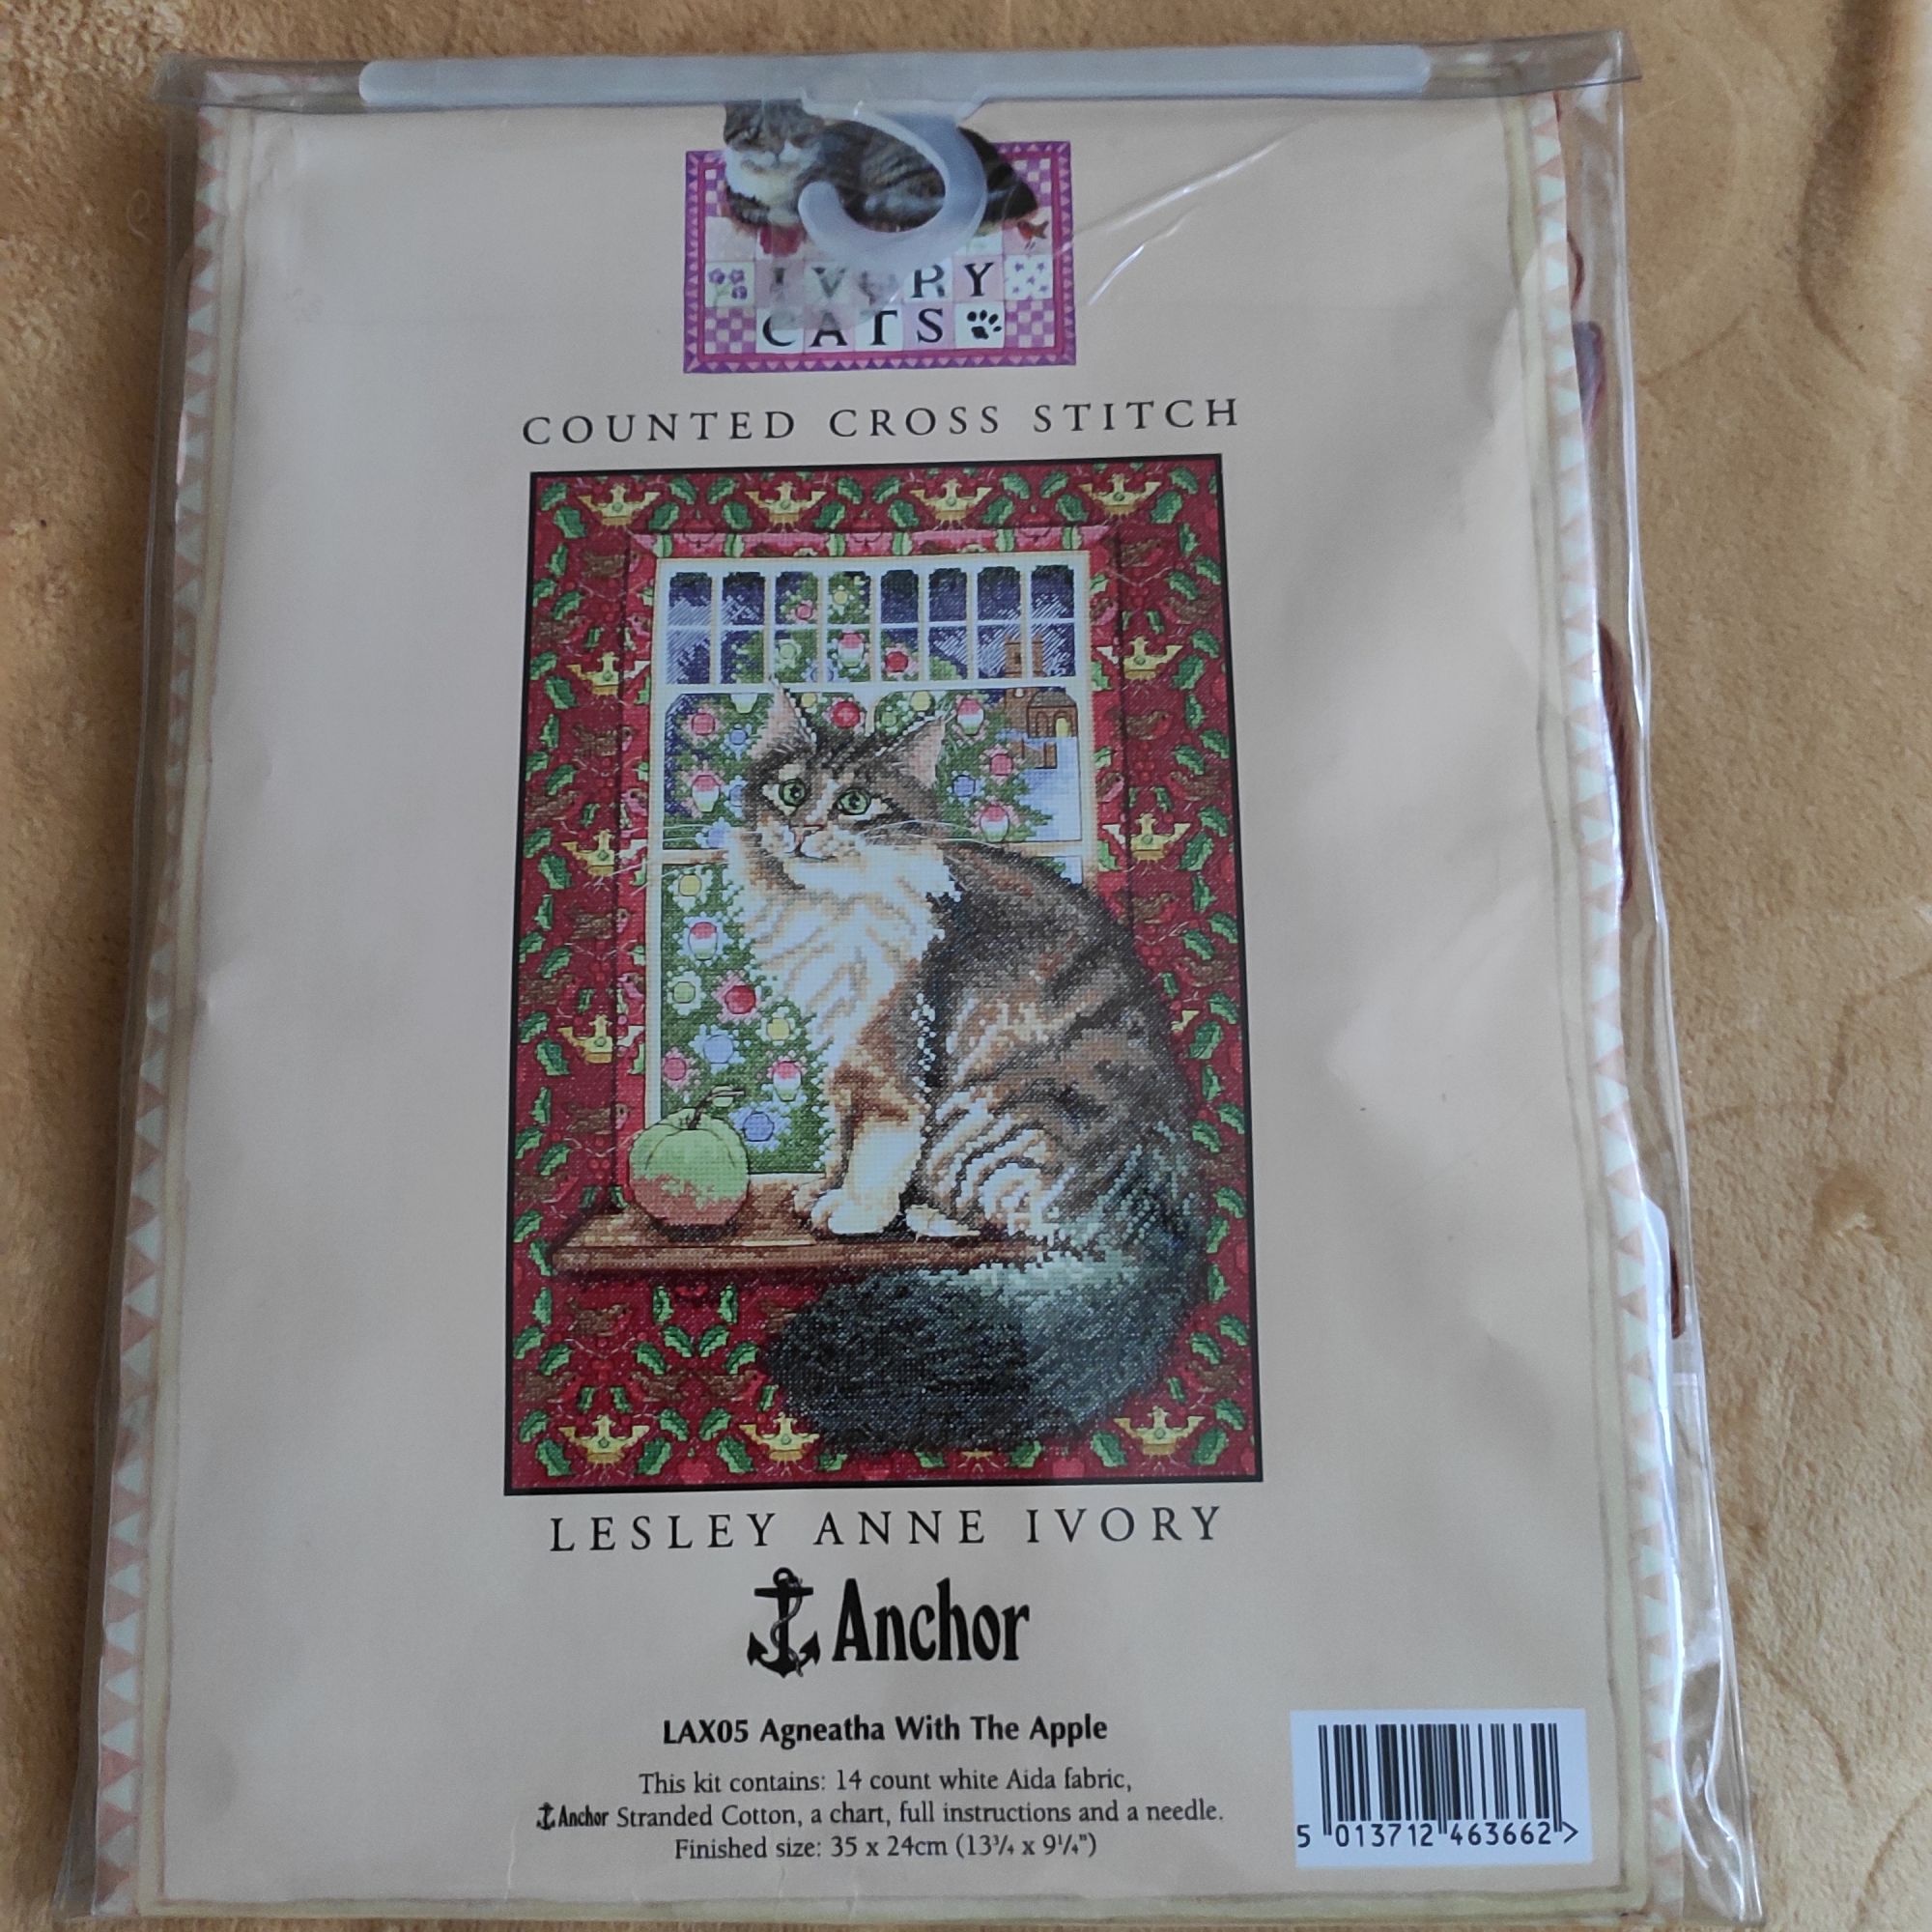 IVORY
CATS
COUNTED CROSS STITCH
LESLEY ANNE IVORY
Anchor
LAX05 Agneatha With The Apple
This kit contains: 14 count white Aida fabric,
Anchor Stranded Cotton, a chart, full instructions and a needle.
Finished size: 35 x 24cm (13¾ x 9¼")
5 013712 463662 >